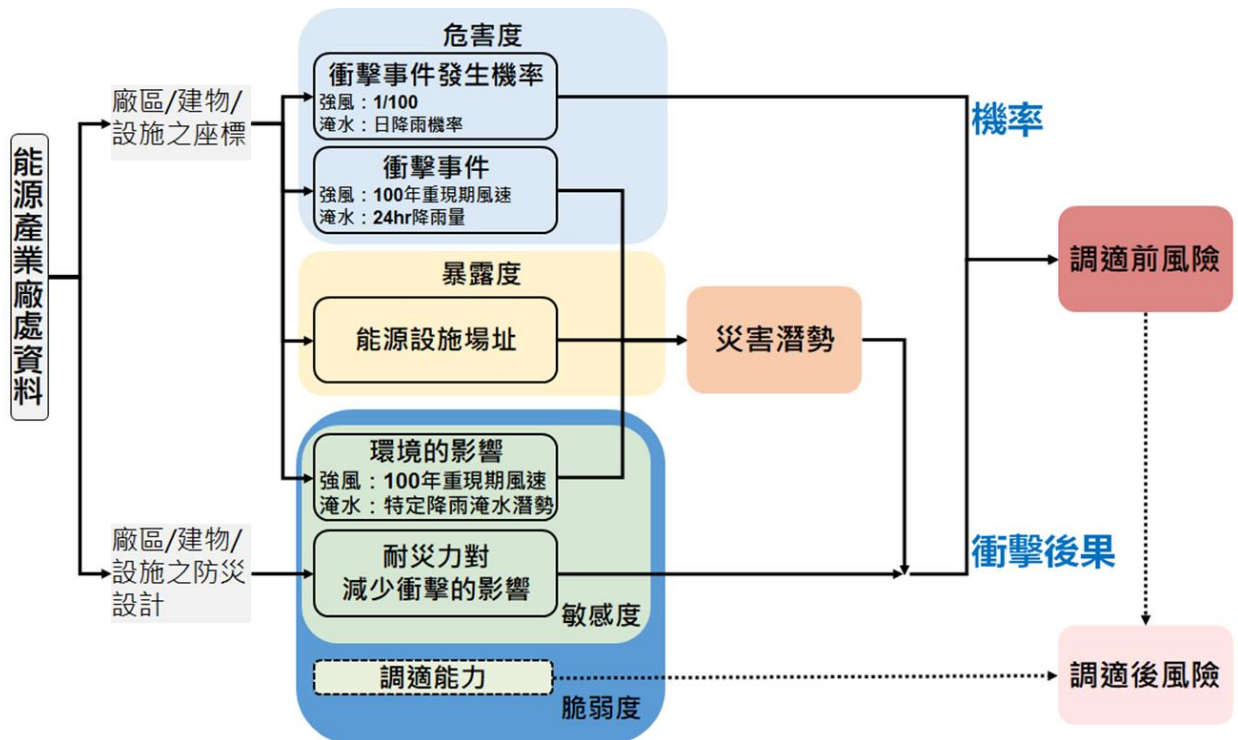 能源產業廠處資料
廠區/建物/
設施之座標
廠區/建物/
設施之防災
設計
危害度
衝擊事件發生機率
強風：1/100
淹水：日降雨機率
衝擊事件
強風：100年重現期風速
淹水：24hr降雨量
暴露度
能源設施場址
環境的影響
強風：100年重現期風速
淹水：特定降雨淹水潛勢
耐災力對
減少衝擊的影響
敏感度
調適能力
脆弱度
災害潛勢
機率
衝擊後果
調適前風險
調適後風險